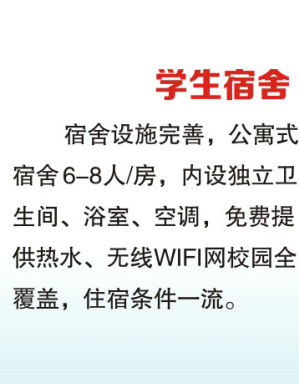 学生宿舍
宿舍设施完善，公寓式
宿舍6–8人/房，内设独立卫
生间、浴室、空调，免费提
供热水、无线WIFI网校园全
覆盖，住宿条件一流。